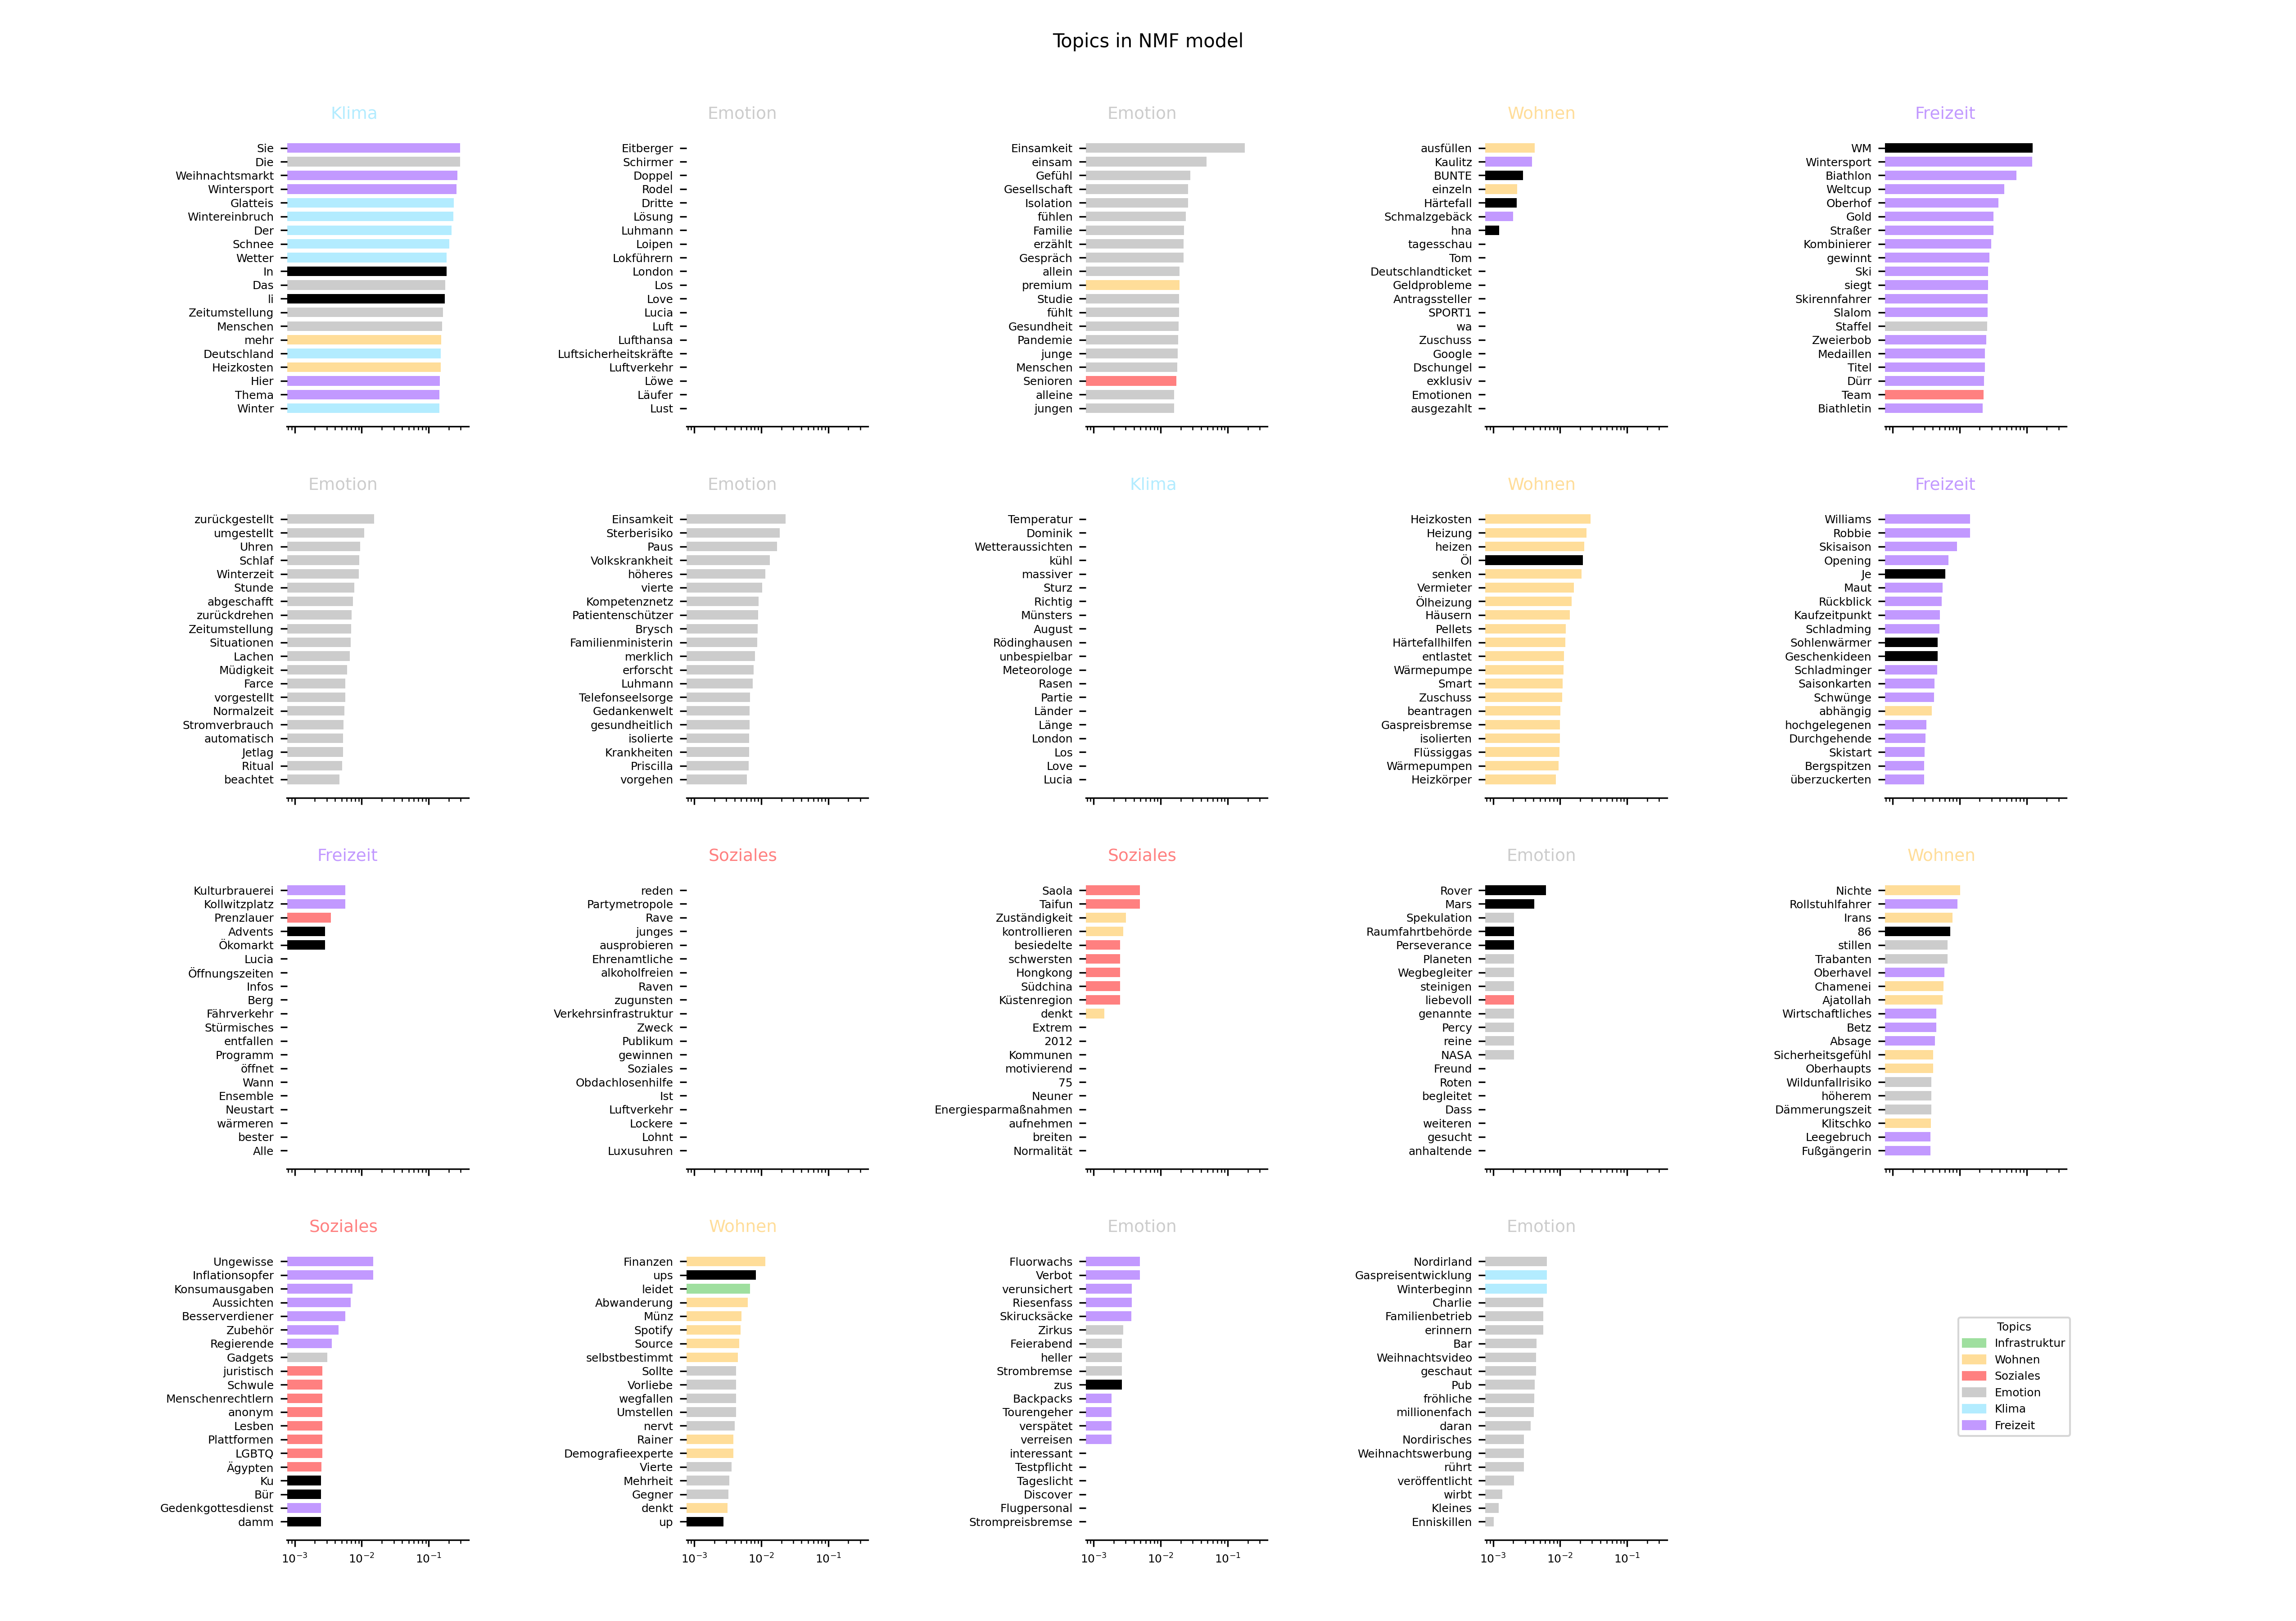 Topics in NMF model
Klima
Sie
Die
Weihnachtsmarkt
Wintersport
Glatteis
Wintereinbruch
Der
Schnee
Wetter
In
Das
li
Zeitumstellung
Menschen
mehr
Deutschland
Heizkosten
Hier
Thema
Winter
Emotion
Eitberger
Schirmer
Doppel
Rodel
Dritte
Lösung
Luhmann
Loipen
Lokführern
London
Los
Love
Lucia
Luft
Lufthansa
Luftsicherheitskräfte
Luftverkehr
Löwe
Läufer
Lust
Emotion
Einsamkeit
einsam
Gefühl
Gesellschaft
Isolation
fühlen
Familie
erzählt
Gespräch
allein
premium
Studie
fühlt
Gesundheit
Pandemie
junge
Menschen
Senioren
alleine
jungen
Wohnen
ausfüllen
Kaulitz
BUNTE
einzeln
Härtefall
Schmalzgebäck
hna
tagesschau
Tom
Deutschlandticket
Geldprobleme
Antragssteller
SPORT1
wa
Zuschuss
Google
Dschungel
exklusiv
Emotionen
ausgezahlt
Freizeit
WM
Wintersport
Biathlon
Weltcup
Oberhof
Gold
Straßer
Kombinierer
gewinnt
Ski
siegt
Skirennfahrer
Slalom
Staffel
Zweierbob
Medaillen
Titel
Dürr
Team
Biathletin
Emotion
zurückgestellt
umgestellt
Uhren
Schlaf
Winterzeit
Stunde
abgeschafft
zurückdrehen
Zeitumstellung
Situationen
Lachen
Müdigkeit
Farce
vorgestellt
Normalzeit
Stromverbrauch
automatisch
Jetlag
Ritual
beachtet
Emotion
Einsamkeit
Sterberisiko
Paus
Volkskrankheit
höheres
vierte
Kompetenznetz
Patientenschützer
Brysch
Familienministerin
merklich
erforscht
Luhmann
Telefonseelsorge
Gedankenwelt
gesundheitlich
isolierte
Krankheiten
Priscilla
vorgehen
Klima
Temperatur
Dominik
Wetteraussichten
kühl
massiver
Sturz
Richtig
Münsters
August
Rödinghausen
unbespielbar
Meteorologe
Rasen
Partie
Länder
Länge
London
Los
Love
Lucia
Wohnen
Heizkosten
Heizung
heizen
Öl
senken
Vermieter
Ölheizung
Häusern
Pellets
Härtefallhilfen
entlastet
Wärmepumpe
Smart
Zuschuss
beantragen
Gaspreisbremse
isolierten
Flüssiggas
Wärmepumpen
Heizkörper
Freizeit
Williams
Robbie
Skisaison
Opening
Je
Maut
Rückblick
Kaufzeitpunkt
Schladming
Sohlenwärmer
Geschenkideen
Schladminger
Saisonkarten
Schwünge
abhängig
hochgelegenen
Durchgehende
Skistart
Bergspitzen
überzuckerten
Freizeit
Kulturbrauerei
Kollwitzplatz
Prenzlauer
Advents
Ökomarkt
Lucia
Öffnungszeiten
Infos
Berg
Fährverkehr
Stürmisches
entfallen
Programm
öffnet
Wann
Ensemble
Neustart
wärmeren
bester
Alle
Soziales
reden
Partymetropole
Rave
junges
ausprobieren
Ehrenamtliche
alkoholfreien
Raven
zugunsten
Verkehrsinfrastruktur
Zweck
Publikum
gewinnen
Soziales
Obdachlosenhilfe
Ist
Luftverkehr
Lockere
Lohnt
Luxusuhren
Soziales
Saola
Taifun
Zuständigkeit
kontrollieren
besiedelte
schwersten
Hongkong
Südchina
Küstenregion
denkt
Extrem
2012
Kommunen
motivierend
75
Neuner
Energiesparmaßnahmen
aufnehmen
breiten
Normalität
Emotion
Rover
Mars
Spekulation
Raumfahrtbehörde
Perseverance
Planeten
Wegbegleiter
steinigen
liebevoll
genannte
Percy
reine
NASA
Freund
Roten
begleitet
Dass
weiteren
gesucht
anhaltende
Wohnen
Nichte
Rollstuhlfahrer
Irans
86
stillen
Trabanten
Oberhavel
Chamenei
Ajatollah
Wirtschaftliches
Betz
Absage
Sicherheitsgefühl
Oberhaupts
Wildunfallrisiko
höherem
Dämmerungszeit
Klitschko
Leegebruch
Fußgängerin
Soziales
Ungewisse
Inflationsopfer
Konsumausgaben
Aussichten
Besserverdiener
Zubehör
Regierende
Gadgets
juristisch
Schwule
Menschenrechtlern
anonym
Lesben
Plattformen
LGBTQ
Ägypten
Ku
Bür
Gedenkgottesdienst
damm
10⁻³ 10⁻² 10⁻¹
Wohnen
Finanzen
ups
leidet
Abwanderung
Münz
Spotify
Source
selbstbestimmt
Sollte
Vorliebe
wegfallen
Umstellen
nervt
Rainer
Demografieexperte
Vierte
Mehrheit
Gegner
denkt
up
10⁻³ 10⁻² 10⁻¹
Emotion
Fluorwachs
Verbot
verunsichert
Riesenfass
Skirucksäcke
Zirkus
Feierabend
heller
Strombremse
zus
Backpacks
Tourengeher
verspätet
verreisen
interessant
Testpflicht
Tageslicht
Discover
Flugpersonal
Strompreisbremse
10⁻³ 10⁻² 10⁻¹
Emotion
Nordirland
Gaspreisentwicklung
Winterbeginn
Charlie
Familienbetrieb
erinnern
Bar
Weihnachtsvideo
geschaut
Pub
fröhliche
millionenfach
daran
Nordirisches
Weihnachtswerbung
rührt
veröffentlicht
wirbt
Kleines
Enniskillen
10⁻³ 10⁻² 10⁻¹
Topics
Infrastruktur
Wohnen
Soziales
Emotion
Klima
Freizeit